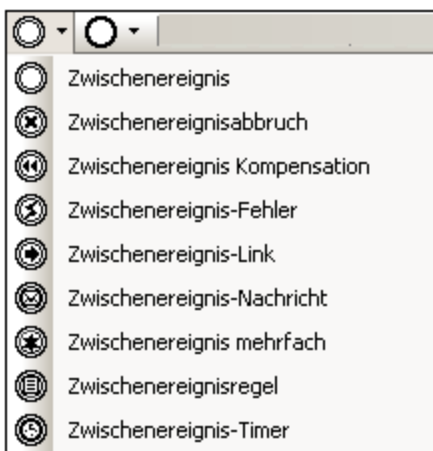 Zwischenereignis
Zwischenereignisabbruch
Zwischenereignis Kompensation
Zwischenereignis-Fehler
Zwischenereignis-Link
Zwischenereignis-Nachricht
Zwischenereignis mehrfach
Zwischenereignisregel
Zwischenereignis-Timer